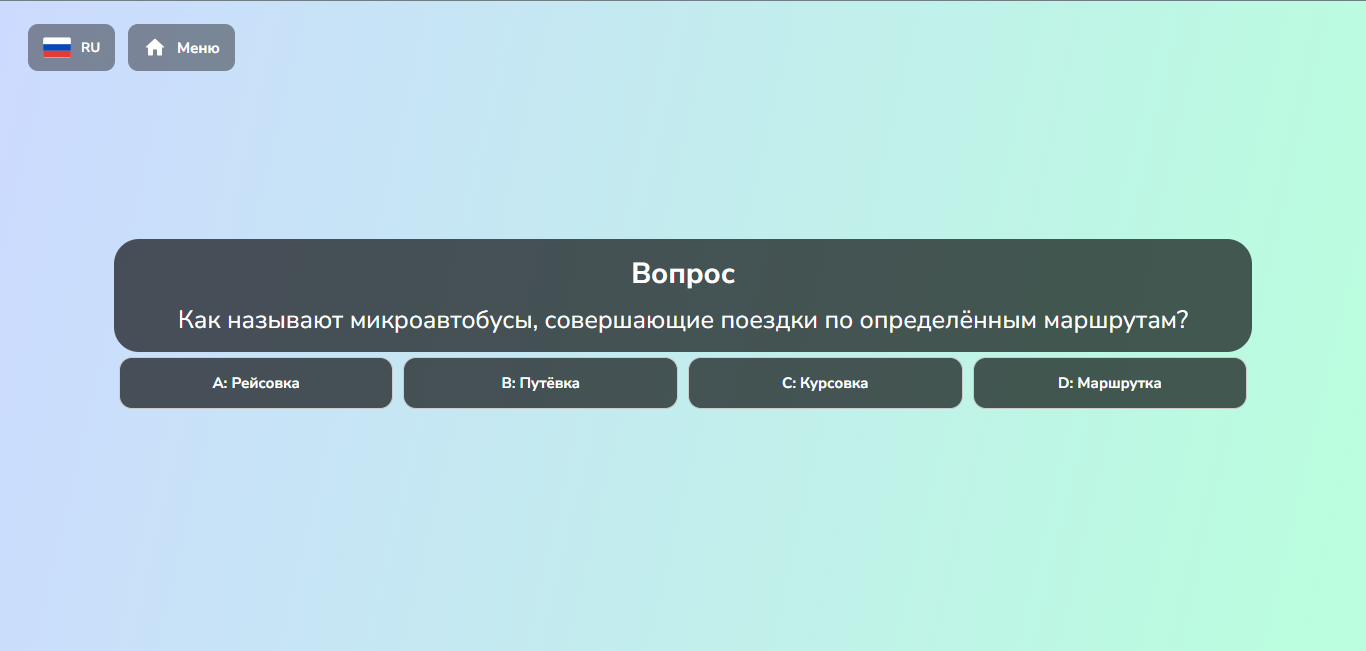 RU
Меню
Вопрос
Как называют микроавтобусы, совершающие поездки по определённым маршрутам?
A: Рейсовка
B: Путёвка
C: Курсовка
D: Маршрутка